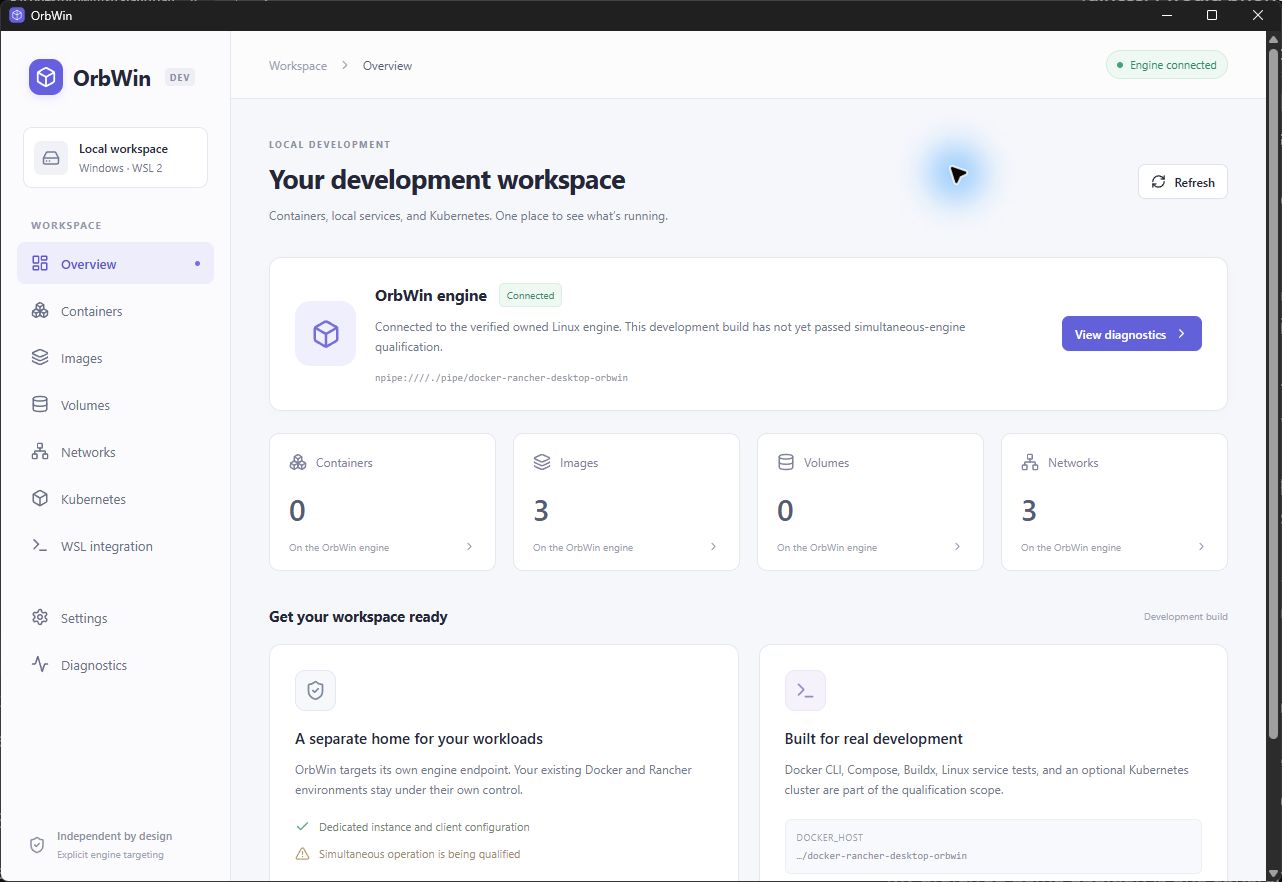 OrbWin
OrbWin DEV
Local workspace
Windows · WSL 2
WORKSPACE
Overview
Containers
Images
Volumes
Networks
Kubernetes
WSL integration
Settings
Diagnostics
Independent by design
Explicit engine targeting
Workspace > Overview
Engine connected
LOCAL DEVELOPMENT
Your development workspace
Containers, local services, and Kubernetes. One place to see what's running.
Refresh
OrbWin engine Connected
Connected to the verified owned Linux engine. This development build has not yet passed simultaneous-engine
qualification.
npipe:////./pipe/docker-rancher-desktop-orbwin
View diagnostics
Containers
0
On the OrbWin engine
Images
3
On the OrbWin engine
Volumes
0
On the OrbWin engine
Networks
3
On the OrbWin engine
Get your workspace ready
Development build
A separate home for your workloads
OrbWin targets its own engine endpoint. Your existing Docker and Rancher
environments stay under their own control.
Dedicated instance and client configuration
Simultaneous operation is being qualified
Built for real development
Docker CLI, Compose, Buildx, Linux service tests, and an optional Kubernetes
cluster are part of the qualification scope.
DOCKER_HOST
…/docker-rancher-desktop-orbwin